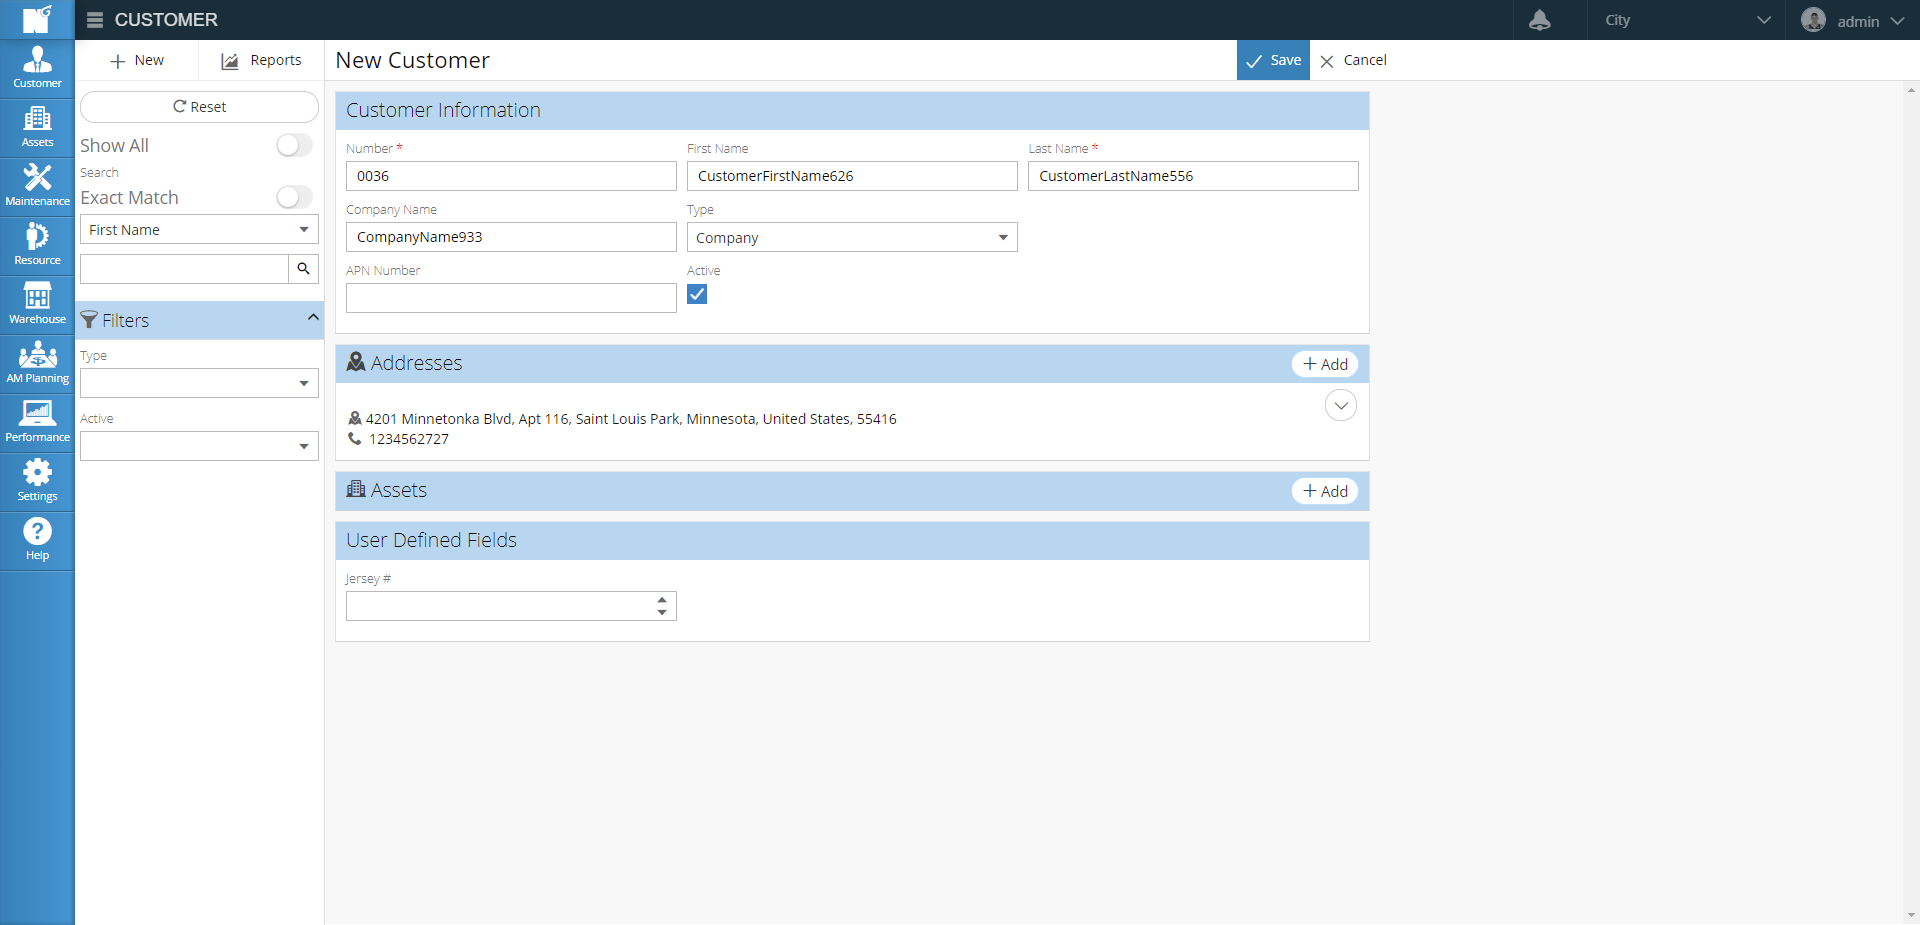 CUSTOMER
City
admin
Customer
Assets
Maintenance
Resource
Warehouse
AM Planning
Performance
Settings
Help
New
Reports
Reset
Show All
Search
Exact Match
First Name
Filters
Type
Active
New Customer
Save
Cancel
Customer Information
Number * First Name Last Name *
0036 CustomerFirstName626 CustomerLastName556
Company Name Type
CompanyName933 Company
APN Number Active
Addresses
+ Add
4201 Minnetonka Blvd, Apt 116, Saint Louis Park, Minnesota, United States, 55416
1234562727
Assets
+ Add
User Defined Fields
Jersey #